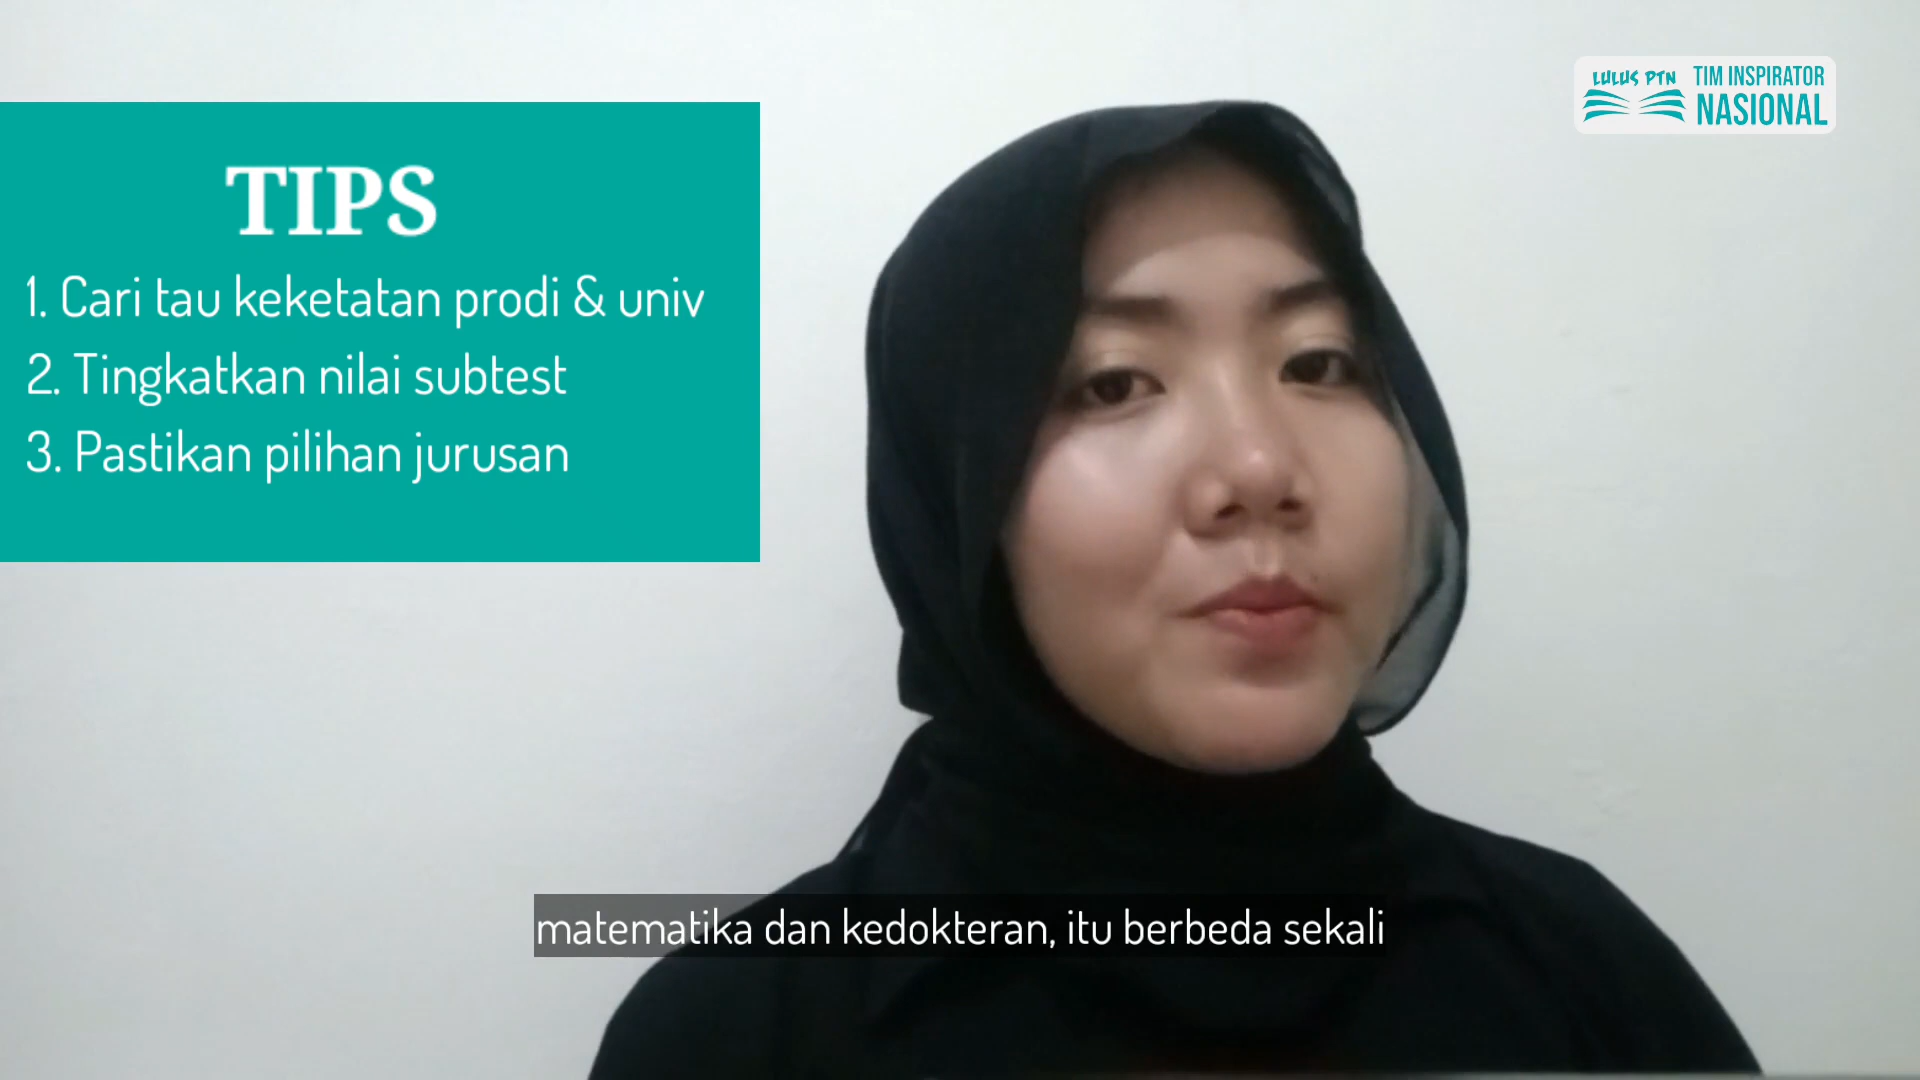 LULUS PTN
TIM INSPIRATOR
NASIONAL
TIPS
1. Cari tau keketatan prodi & univ
2. Tingkatkan nilai subtest
3. Pastikan pilihan jurusan
matematika dan kedokteran, itu berbeda sekali